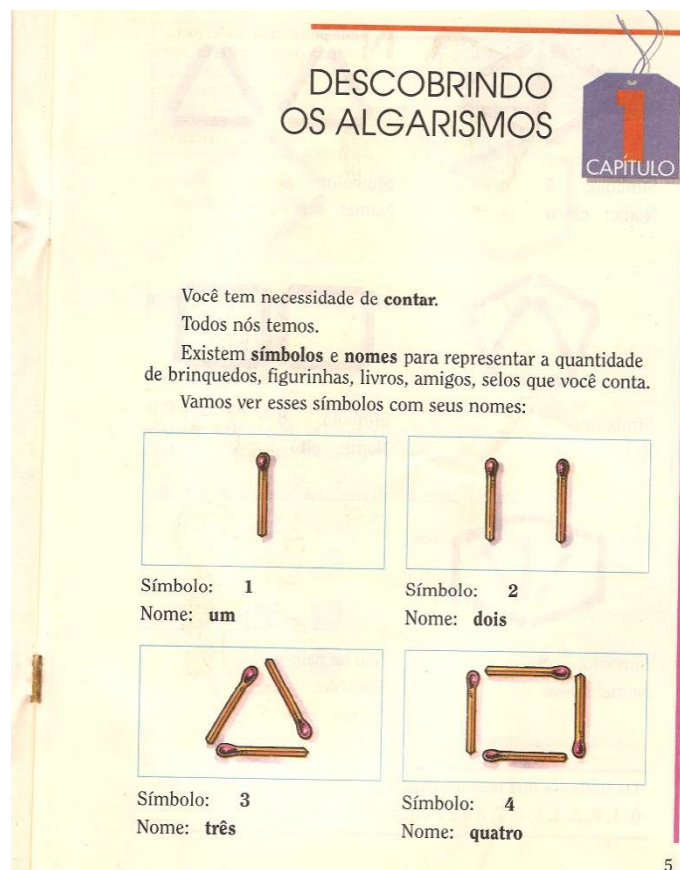 DESCOBRINDO
OS ALGARISMOS
1
CAPÍTULO
Você tem necessidade de contar.
Todos nós temos.
Existem símbolos e nomes para representar a quantidade
de brinquedos, figurinhas, livros, amigos, selos que você conta.
Vamos ver esses símbolos com seus nomes:
Símbolo: 1
Nome: um
Símbolo: 2
Nome: dois
Símbolo: 3
Nome: três
Símbolo: 4
Nome: quatro
5